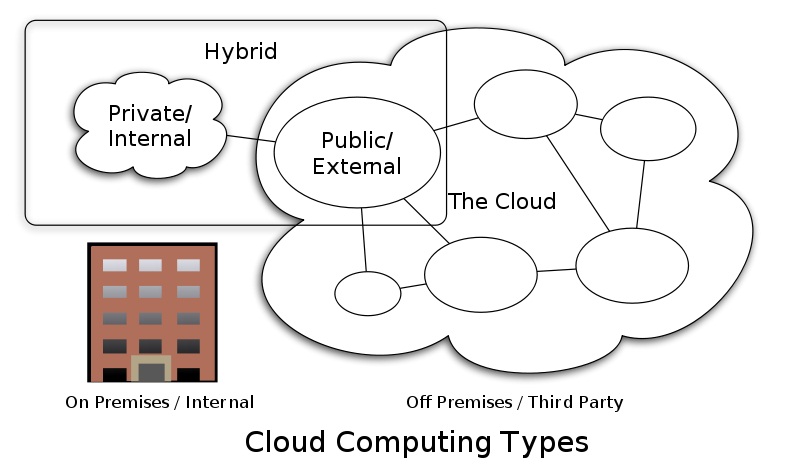 Hybrid
Private/
Internal
Public/
External
The Cloud
On Premises / Internal
Off Premises / Third Party
Cloud Computing Types